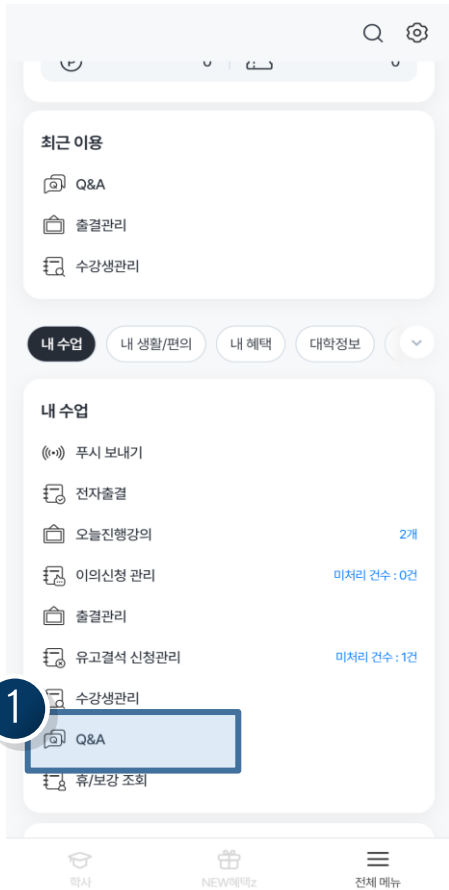 최근 이용
Q&A
출결관리
수강생관리
내 수업 내 생활/편의 내 혜택 대학정보
내 수업
푸시 보내기
전자출결
오늘진행강의 2개
이의신청 관리 미처리 건수 : 0건
출결관리
유고결석 신청관리 미처리 건수 : 1건
수강생관리
1
Q&A
휴/보강 조회
학사 NEW혜택z 전체 메뉴